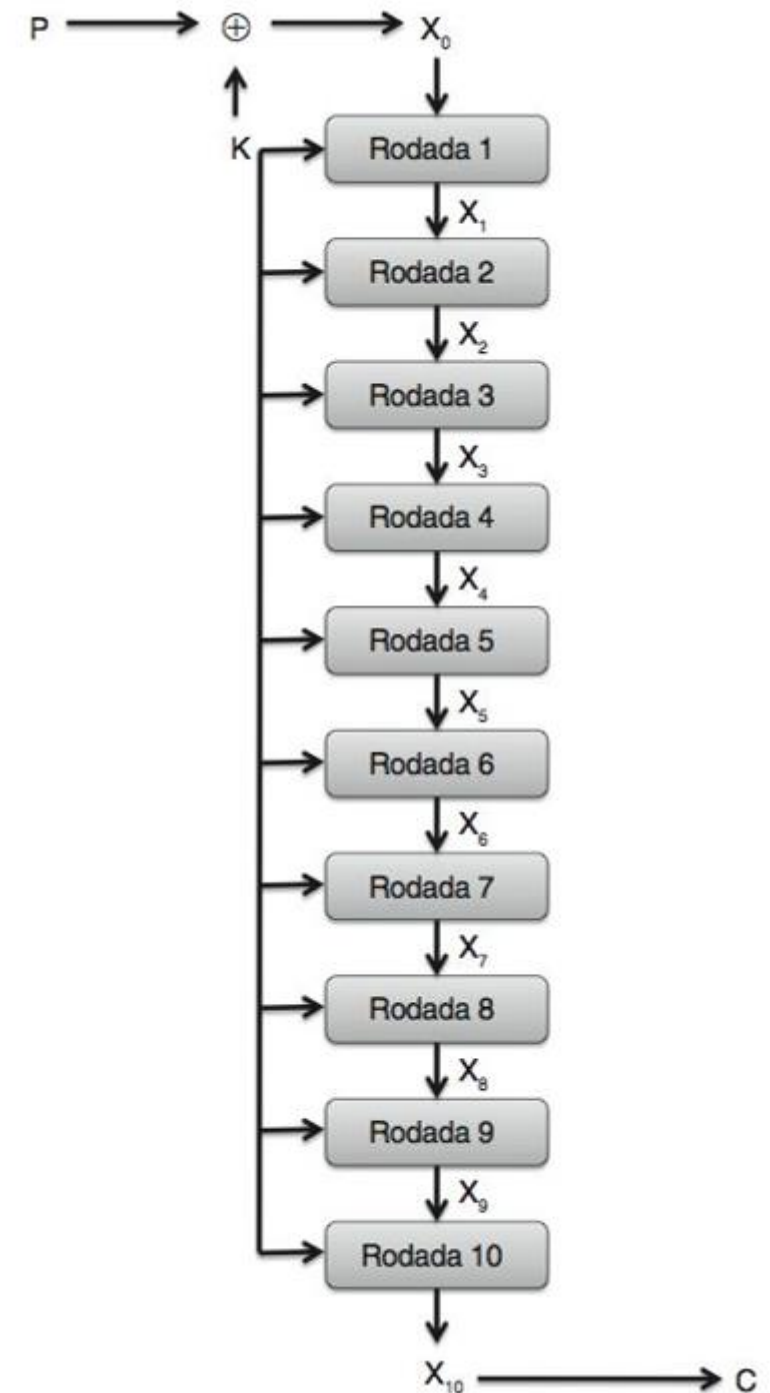 P ⊕ X₀
K Rodada 1
X₁
Rodada 2
X₂
Rodada 3
X₃
Rodada 4
X₄
Rodada 5
X₅
Rodada 6
X₆
Rodada 7
X₇
Rodada 8
X₈
Rodada 9
X₉
Rodada 10
X₁₀ C